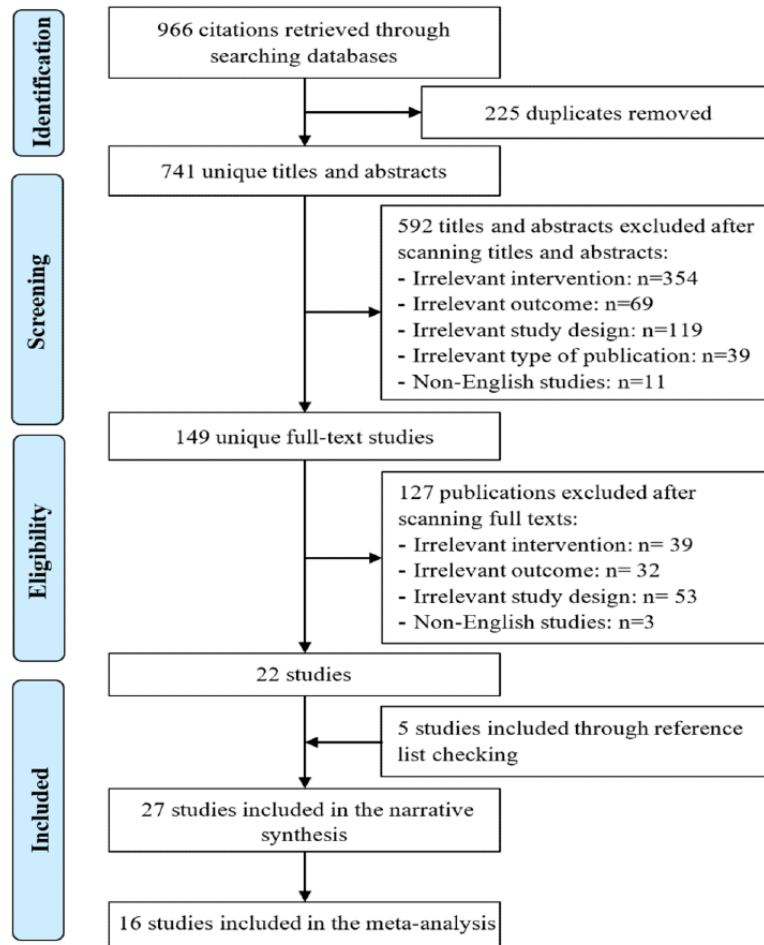 Identification
966 citations retrieved through
searching databases
225 duplicates removed
741 unique titles and abstracts
Screening
592 titles and abstracts excluded after
scanning titles and abstracts:
- Irrelevant intervention: n=354
- Irrelevant outcome: n=69
- Irrelevant study design: n=119
- Irrelevant type of publication: n=39
- Non-English studies: n=11
149 unique full-text studies
Eligibility
127 publications excluded after
scanning full texts:
- Irrelevant intervention: n= 39
- Irrelevant outcome: n= 32
- Irrelevant study design: n= 53
- Non-English studies: n=3
22 studies
Included
5 studies included through reference
list checking
27 studies included in the narrative
synthesis
16 studies included in the meta-analysis